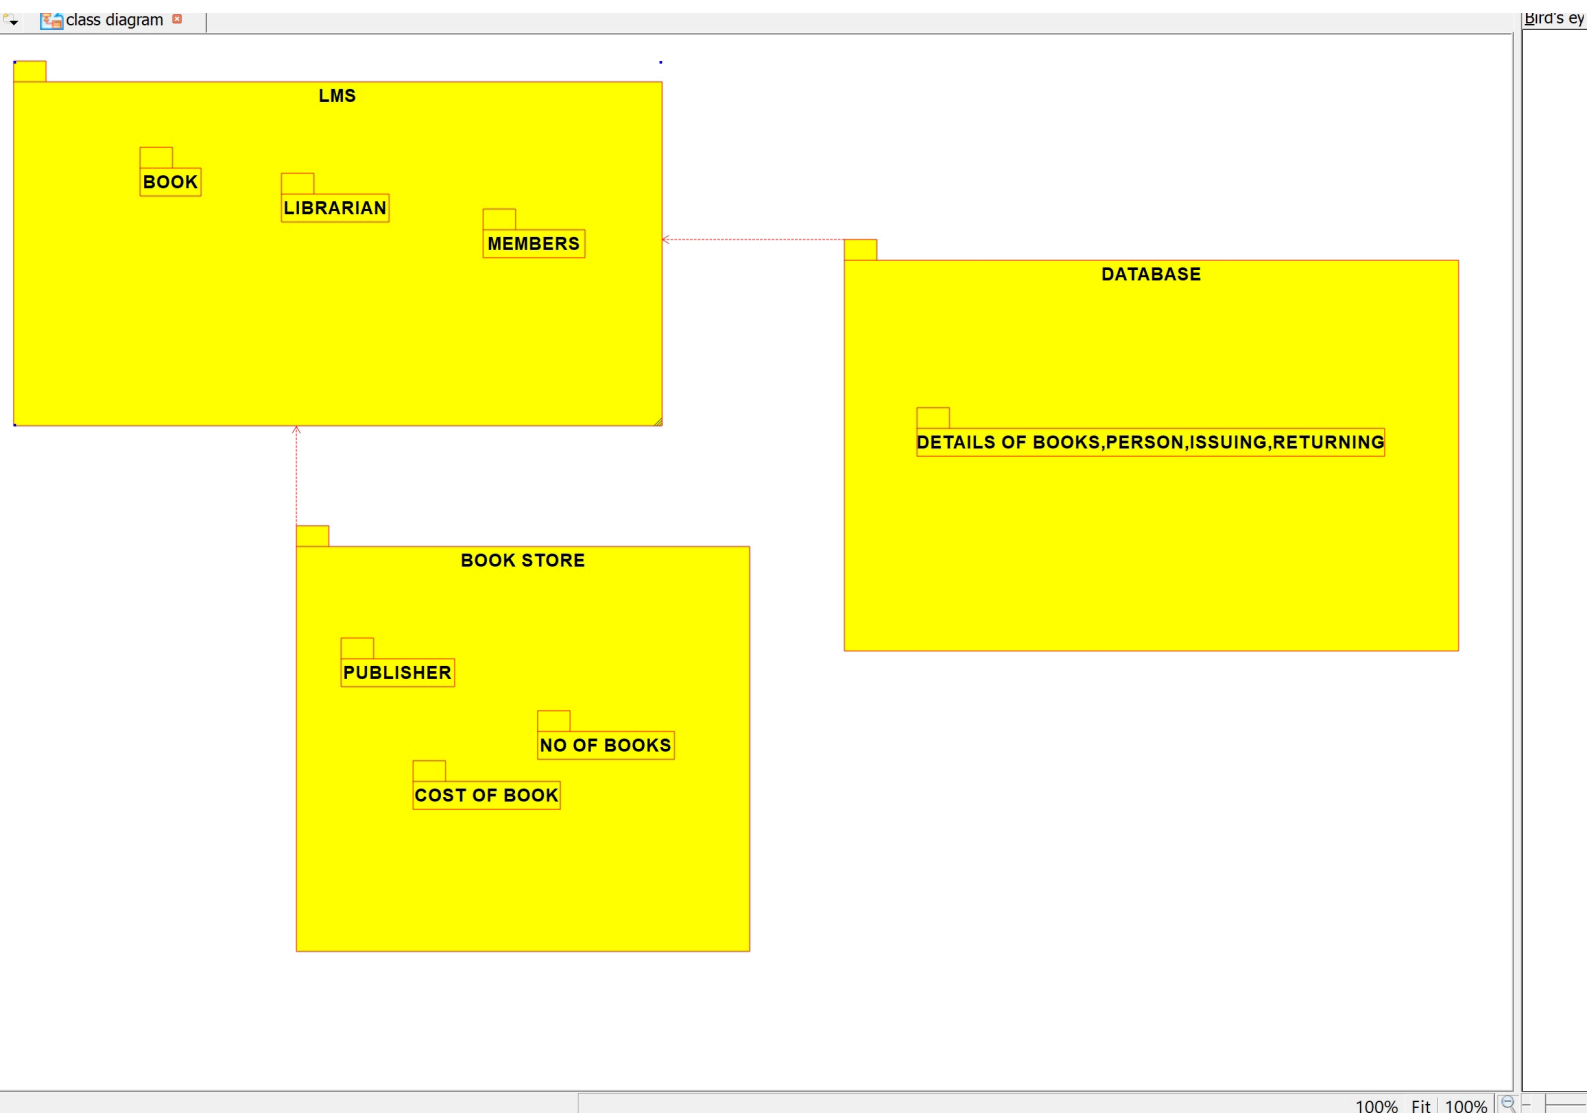 class diagram
Bird's ey
LMS
BOOK
LIBRARIAN
MEMBERS
DATABASE
DETAILS OF BOOKS,PERSON,ISSUING,RETURNING
BOOK STORE
PUBLISHER
NO OF BOOKS
COST OF BOOK
100% Fit 100%